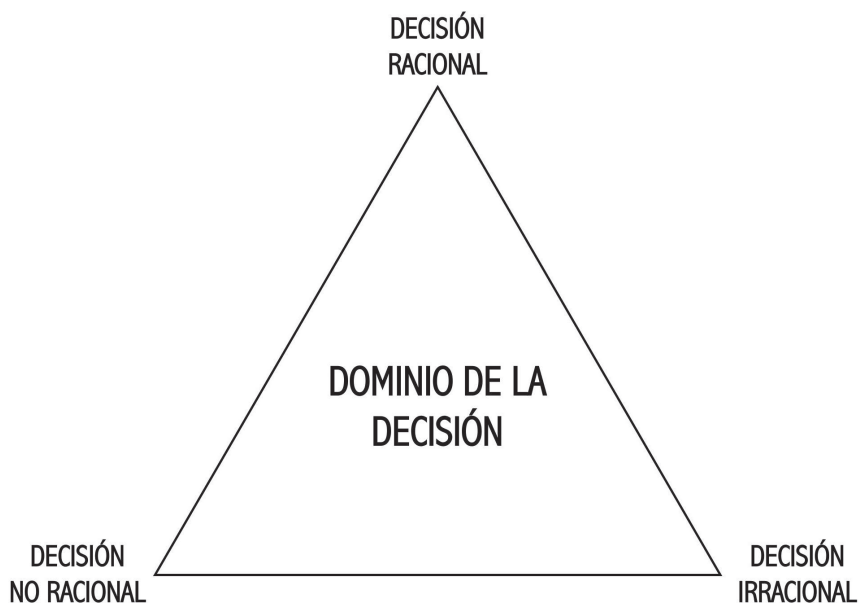 DECISIÓN
RACIONAL
DOMINIO DE LA
DECISIÓN
DECISIÓN
NO RACIONAL
DECISIÓN
IRRACIONAL